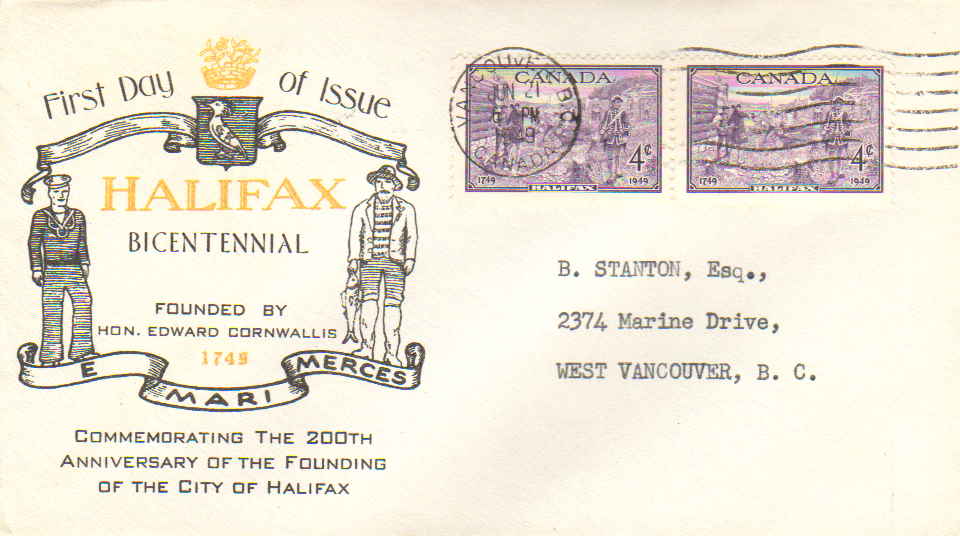 First Day of Issue
HALIFAX
BICENTENNIAL
FOUNDED BY
HON. EDWARD CORNWALLIS
1749
E MARI MERCES
COMMEMORATING THE 200TH
ANNIVERSARY OF THE FOUNDING
OF THE CITY OF HALIFAX
VANCOUVER B.C.
JUN 21
PM
CANADA
CANADA
4¢
1749 HALIFAX 1949
CANADA
4¢
1749 HALIFAX 1949
B. STANTON, Esq.,
2374 Marine Drive,
WEST VANCOUVER, B. C.